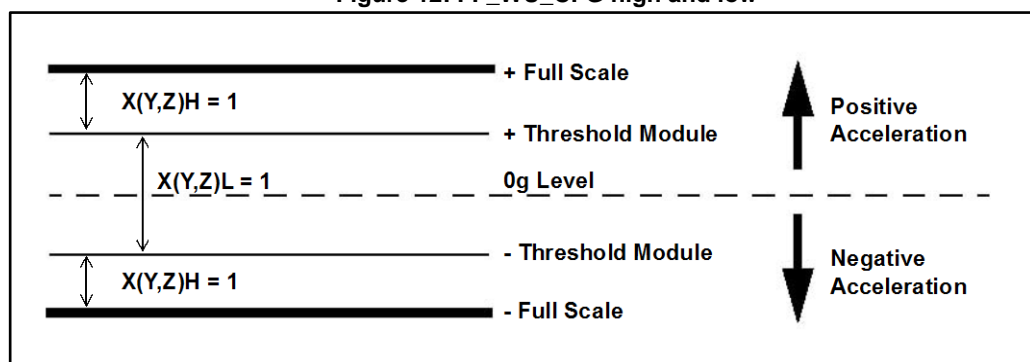 + Full Scale
X(Y,Z)H = 1
Positive
Acceleration
+ Threshold Module
X(Y,Z)L = 1
0g Level
- Threshold Module
Negative
Acceleration
X(Y,Z)H = 1
- Full Scale